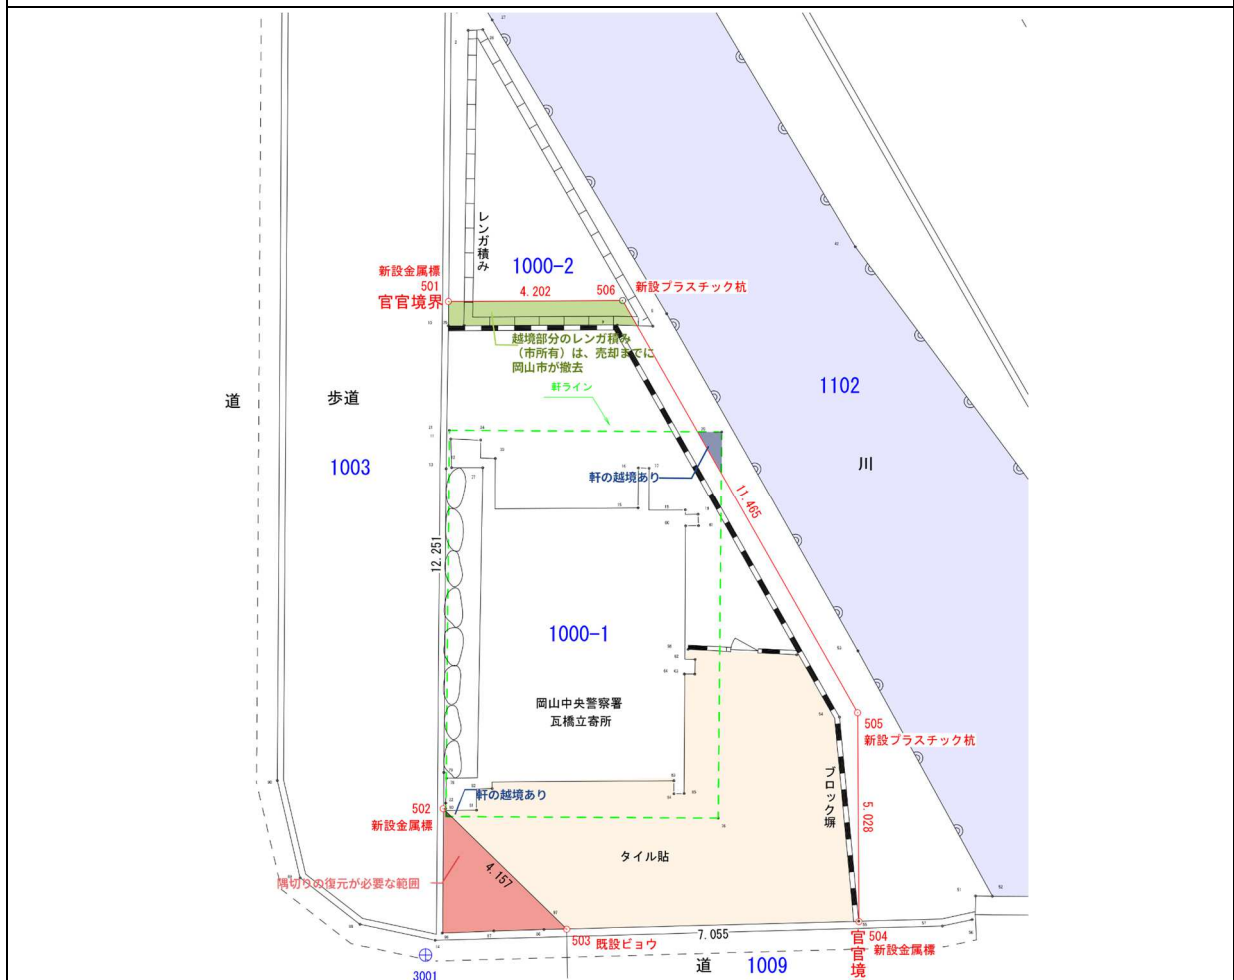 レンガ積み
1000-2
新設金属標
501
官官境界
4.202
506
新設プラスチック杭
越境部分のレンガ積み
（市所有）は、売却までに
岡山市が撤去
軒ライン
1102
川
道
歩道
1003
軒の越境あり
11.465
12.251
1000-1
岡山中央警察署
瓦橋立寄所
505
新設プラスチック杭
ブロック塀
5.028
502
新設金属標
軒の越境あり
タイル貼
4.157
隅切りの復元が必要な範囲
503 既設ビョウ
7.055
504
新設金属標
官官境
道 1009
3001